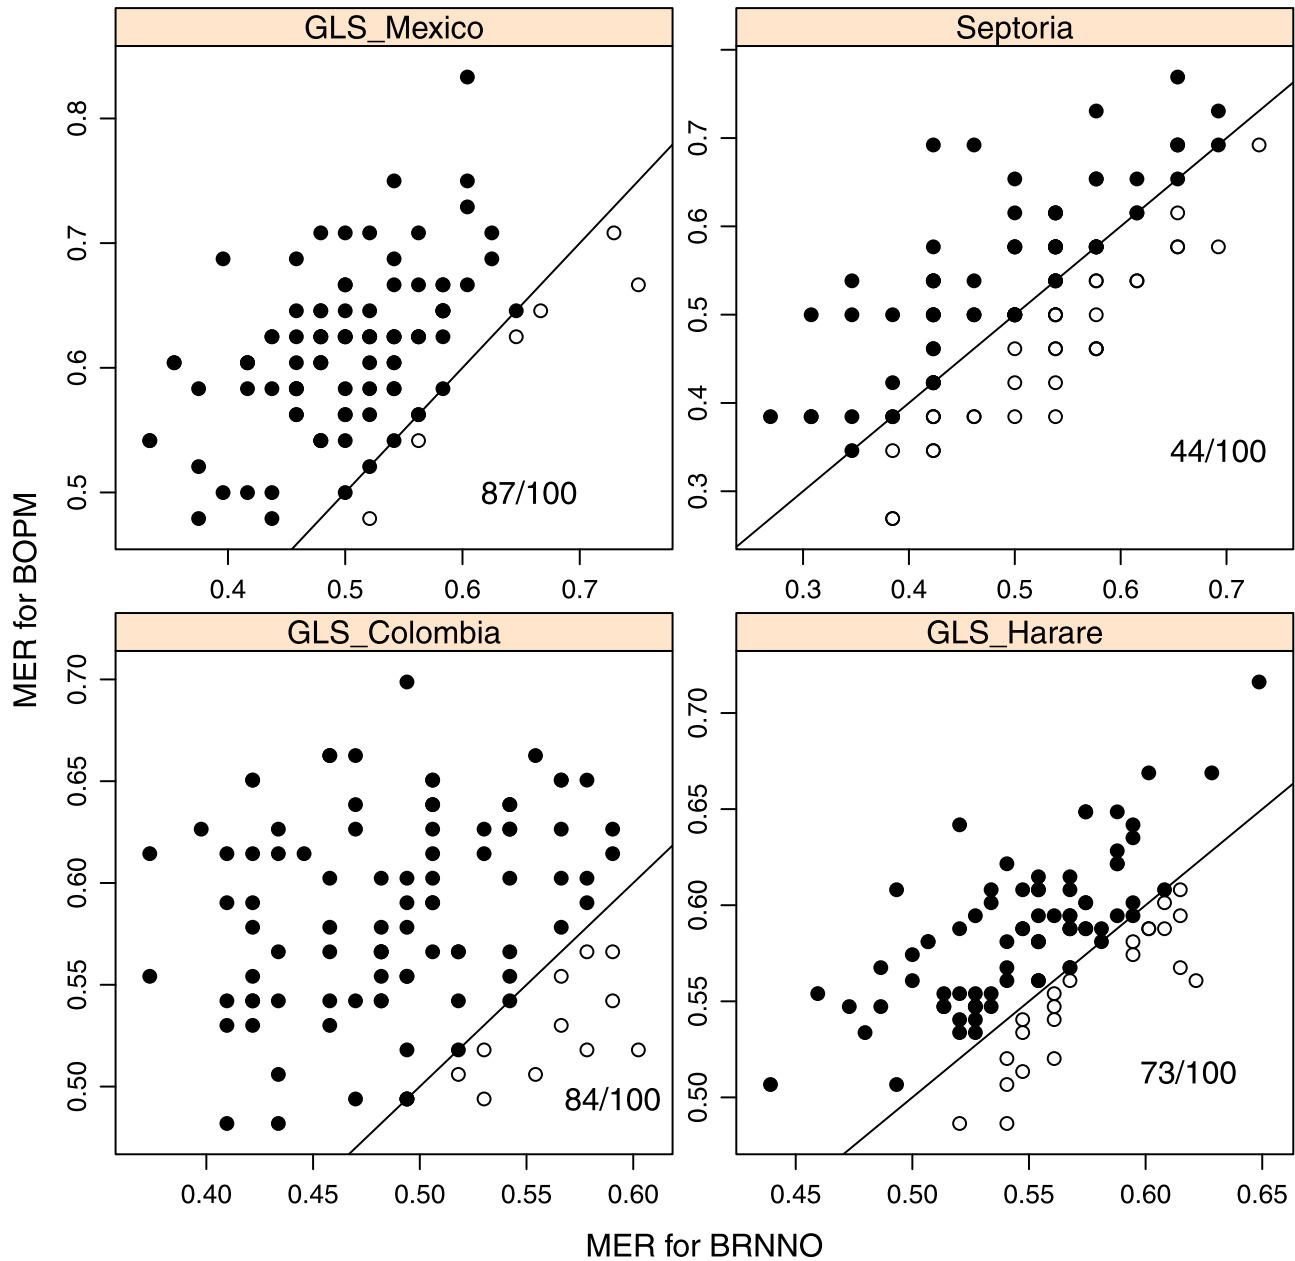 GLS_Mexico
Septoria
0.8
0.7
0.6
0.5
87/100
0.4 0.5 0.6 0.7
0.7
0.6
0.5
0.4
0.3
44/100
0.3 0.4 0.5 0.6 0.7
MER for BOPM
GLS_Colombia
GLS_Harare
0.70
0.65
0.60
0.55
0.50
84/100
0.40 0.45 0.50 0.55 0.60
0.70
0.65
0.60
0.55
0.50
73/100
0.45 0.50 0.55 0.60 0.65
MER for BRNNO